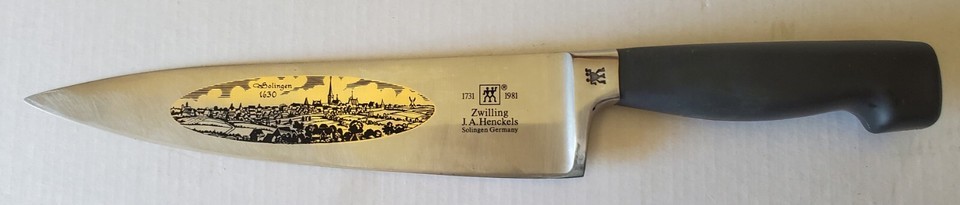 Solingen
1630
1731 ® 1981
Zwilling
J.A. Henckels
Solingen Germany